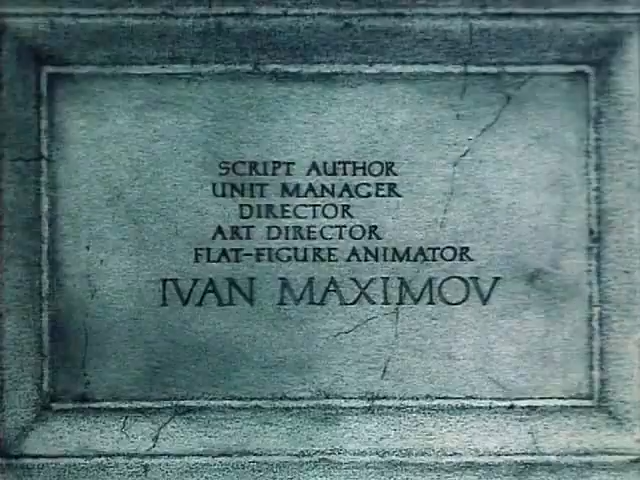 SCRIPT AUTHOR
UNIT MANAGER
DIRECTOR
ART DIRECTOR
FLAT-FIGURE ANIMATOR
IVAN MAXIMOV